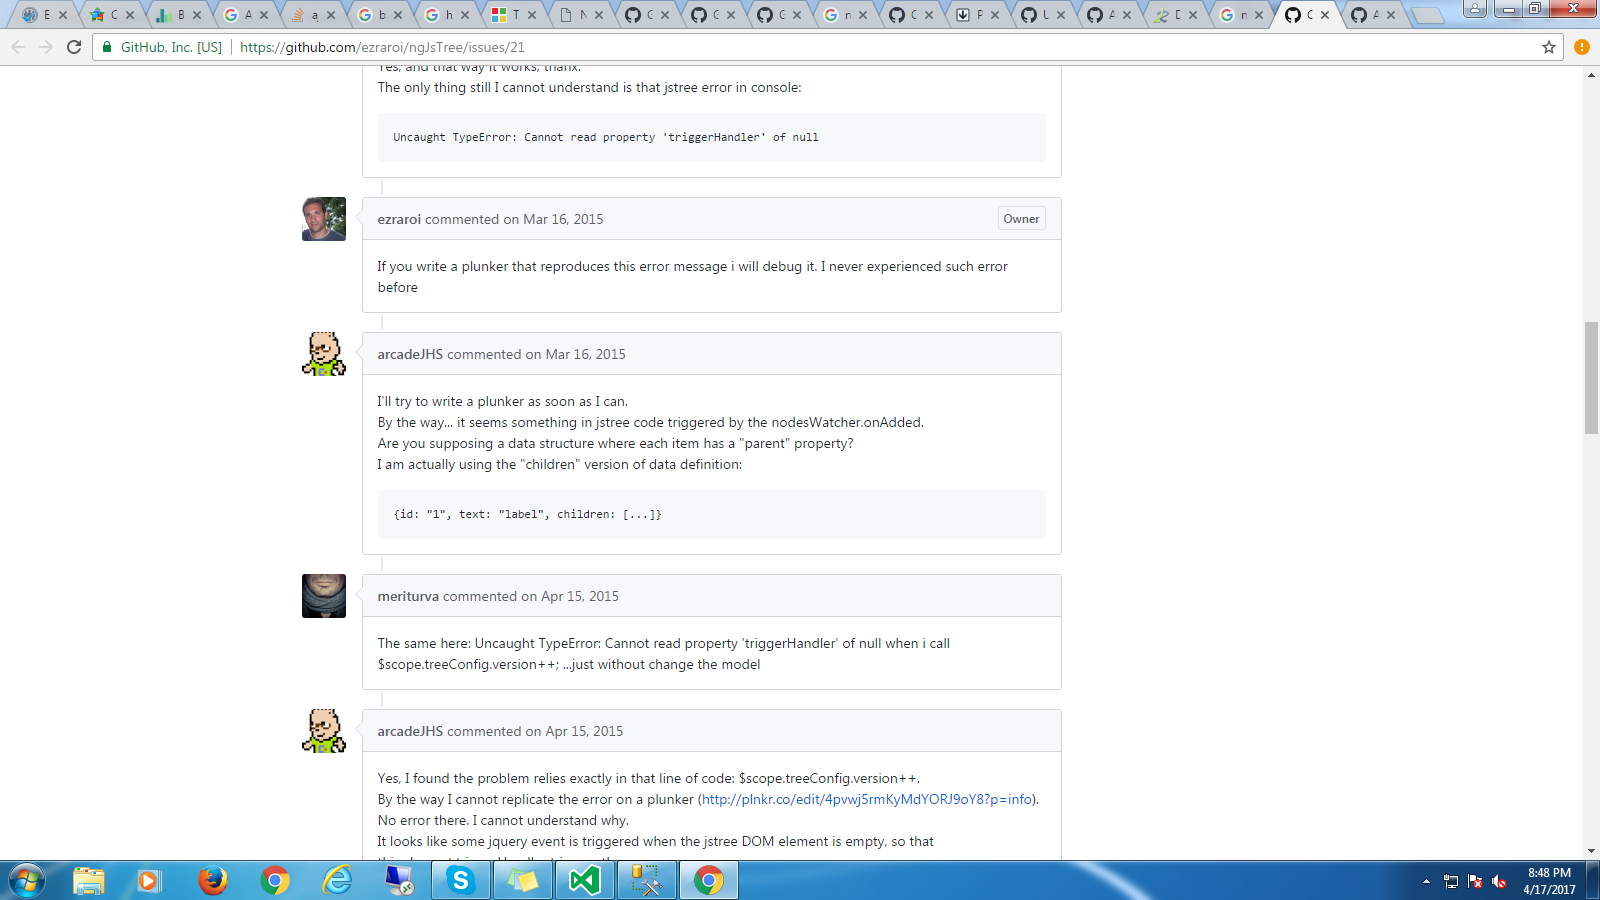 E
C
B
A
a
b
h
T
N
G
G
G
n
C
P
U
A
D
n
C
A
GitHub, Inc. [US]
https://github.com/ezraroi/ngJsTree/issues/21
Yes, and that way it works, thanx.
The only thing still I cannot understand is that jstree error in console:
Uncaught TypeError: Cannot read property 'triggerHandler' of null
ezraroi commented on Mar 16, 2015
Owner
If you write a plunker that reproduces this error message i will debug it. I never experienced such error
before
arcadeJHS commented on Mar 16, 2015
I'll try to write a plunker as soon as I can.
By the way... it seems something in jstree code triggered by the nodesWatcher.onAdded.
Are you supposing a data structure where each item has a "parent" property?
I am actually using the "children" version of data definition:
{id: "1", text: "label", children: [...]}
meriturva commented on Apr 15, 2015
The same here: Uncaught TypeError: Cannot read property 'triggerHandler' of null when i call
$scope.treeConfig.version++; ...just without change the model
arcadeJHS commented on Apr 15, 2015
Yes, I found the problem relies exactly in that line of code: $scope.treeConfig.version++.
By the way I cannot replicate the error on a plunker (http://plnkr.co/edit/4pvwj5rmKyMdYORJ9oY8?p=info).
No error there. I cannot understand why.
It looks like some jquery event is triggered when the jstree DOM element is empty, so that
8:48 PM
4/17/2017